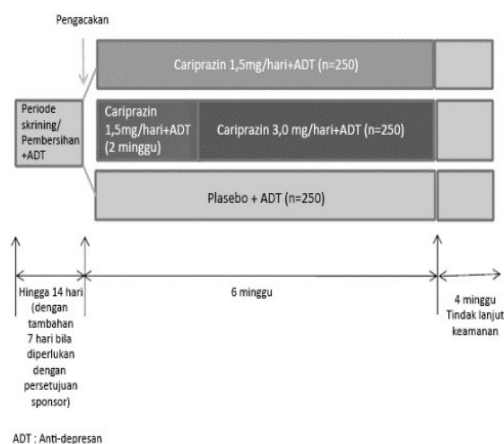 Pengacakan
Cariprazin 1,5mg/hari+ADT (n=250)
Periode
skrining/
Pembersihan
+ADT
Cariprazin
1,5mg/hari+ADT
(2 minggu)
Cariprazin 3,0 mg/hari+ADT (n=250)
Plasebo + ADT (n=250)
Hingga 14 hari
(dengan
tambahan
7 hari bila
diperlukan
dengan
persetujuan
sponsor)
6 minggu
4 minggu
Tindak lanjut
keamanan
ADT : Anti-depresan